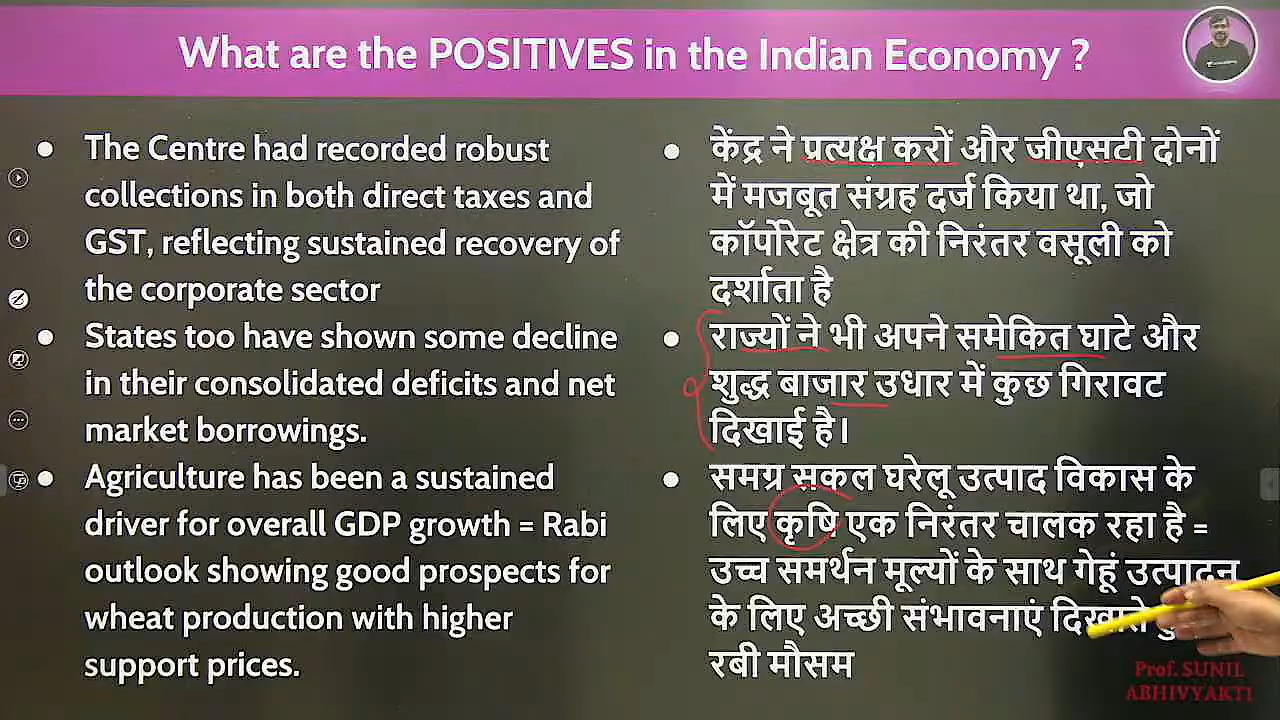 What are the POSITIVES in the Indian Economy ?
The Centre had recorded robust
collections in both direct taxes and
GST, reflecting sustained recovery of
the corporate sector
States too have shown some decline
in their consolidated deficits and net
market borrowings.
Agriculture has been a sustained
driver for overall GDP growth = Rabi
outlook showing good prospects for
wheat production with higher
support prices.
केंद्र ने प्रत्यक्ष करों और जीएसटी दोनों
में मजबूत संग्रह दर्ज किया था, जो
कॉर्पोरेट क्षेत्र की निरंतर वसूली को
दर्शाता है
राज्यों ने भी अपने समेकित घाटे और
शुद्ध बाजार उधार में कुछ गिरावट
दिखाई है।
समग्र सकल घरेलू उत्पाद विकास के
लिए कृषि एक निरंतर चालक रहा है =
उच्च समर्थन मूल्यों के साथ गेहूं उत्पादन
के लिए अच्छी संभावनाएं दिखाते
रबी मौसम
Prof. SUNIL
ABHIVYAKTI